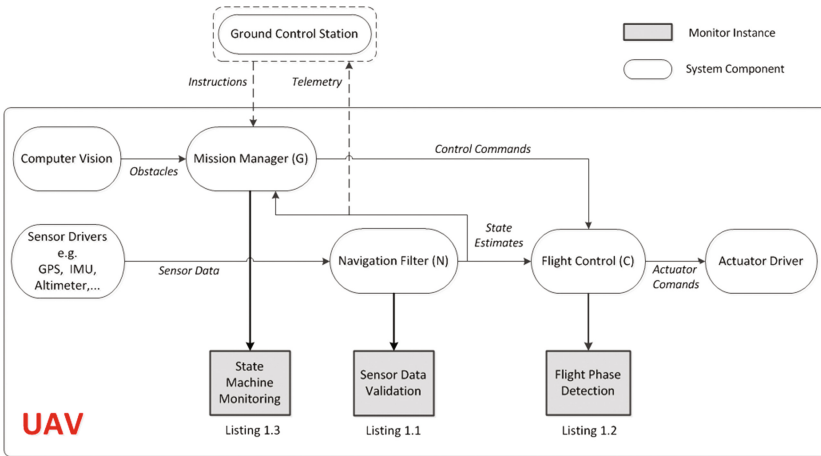 Ground Control Station
Monitor Instance
System Component
Instructions
Telemetry
Computer Vision
Obstacles
Mission Manager (G)
Control Commands
Sensor Drivers
e.g.
GPS, IMU,
Altimeter,...
Sensor Data
Navigation Filter (N)
State
Estimates
Flight Control (C)
Actuator
Comands
Actuator Driver
State
Machine
Monitoring
Sensor Data
Validation
Flight Phase
Detection
UAV
Listing 1.3
Listing 1.1
Listing 1.2